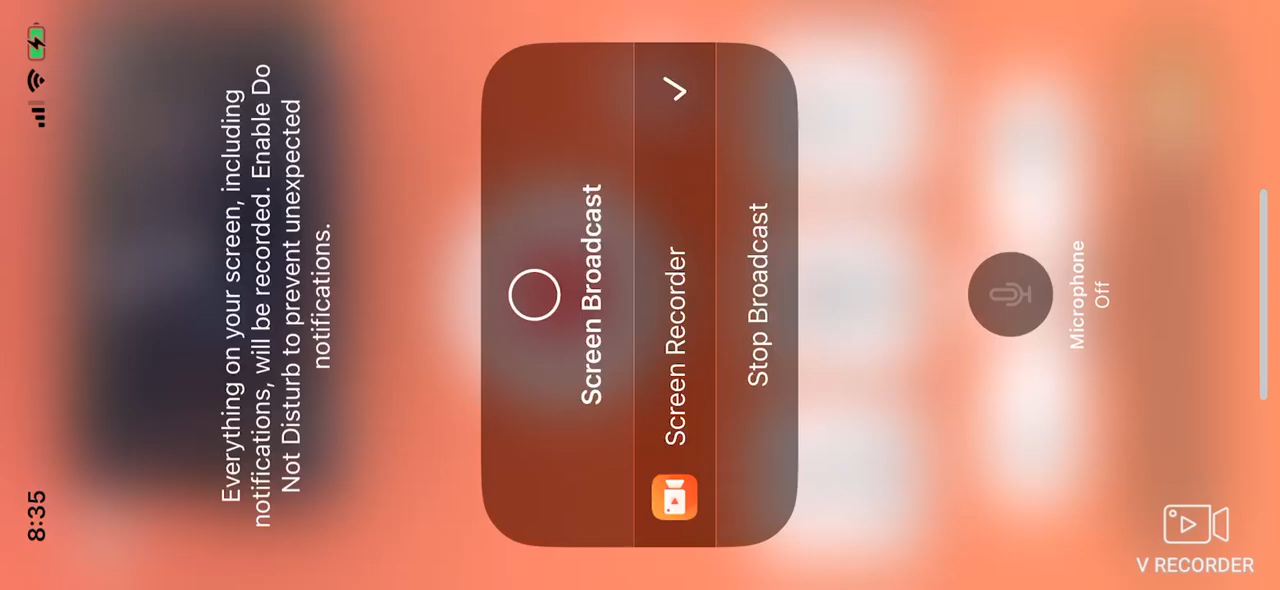 8:35
Everything on your screen, including
notifications, will be recorded. Enable Do
Not Disturb to prevent unexpected
notifications.
Screen Broadcast
Screen Recorder
Stop Broadcast
Microphone
Off
V RECORDER